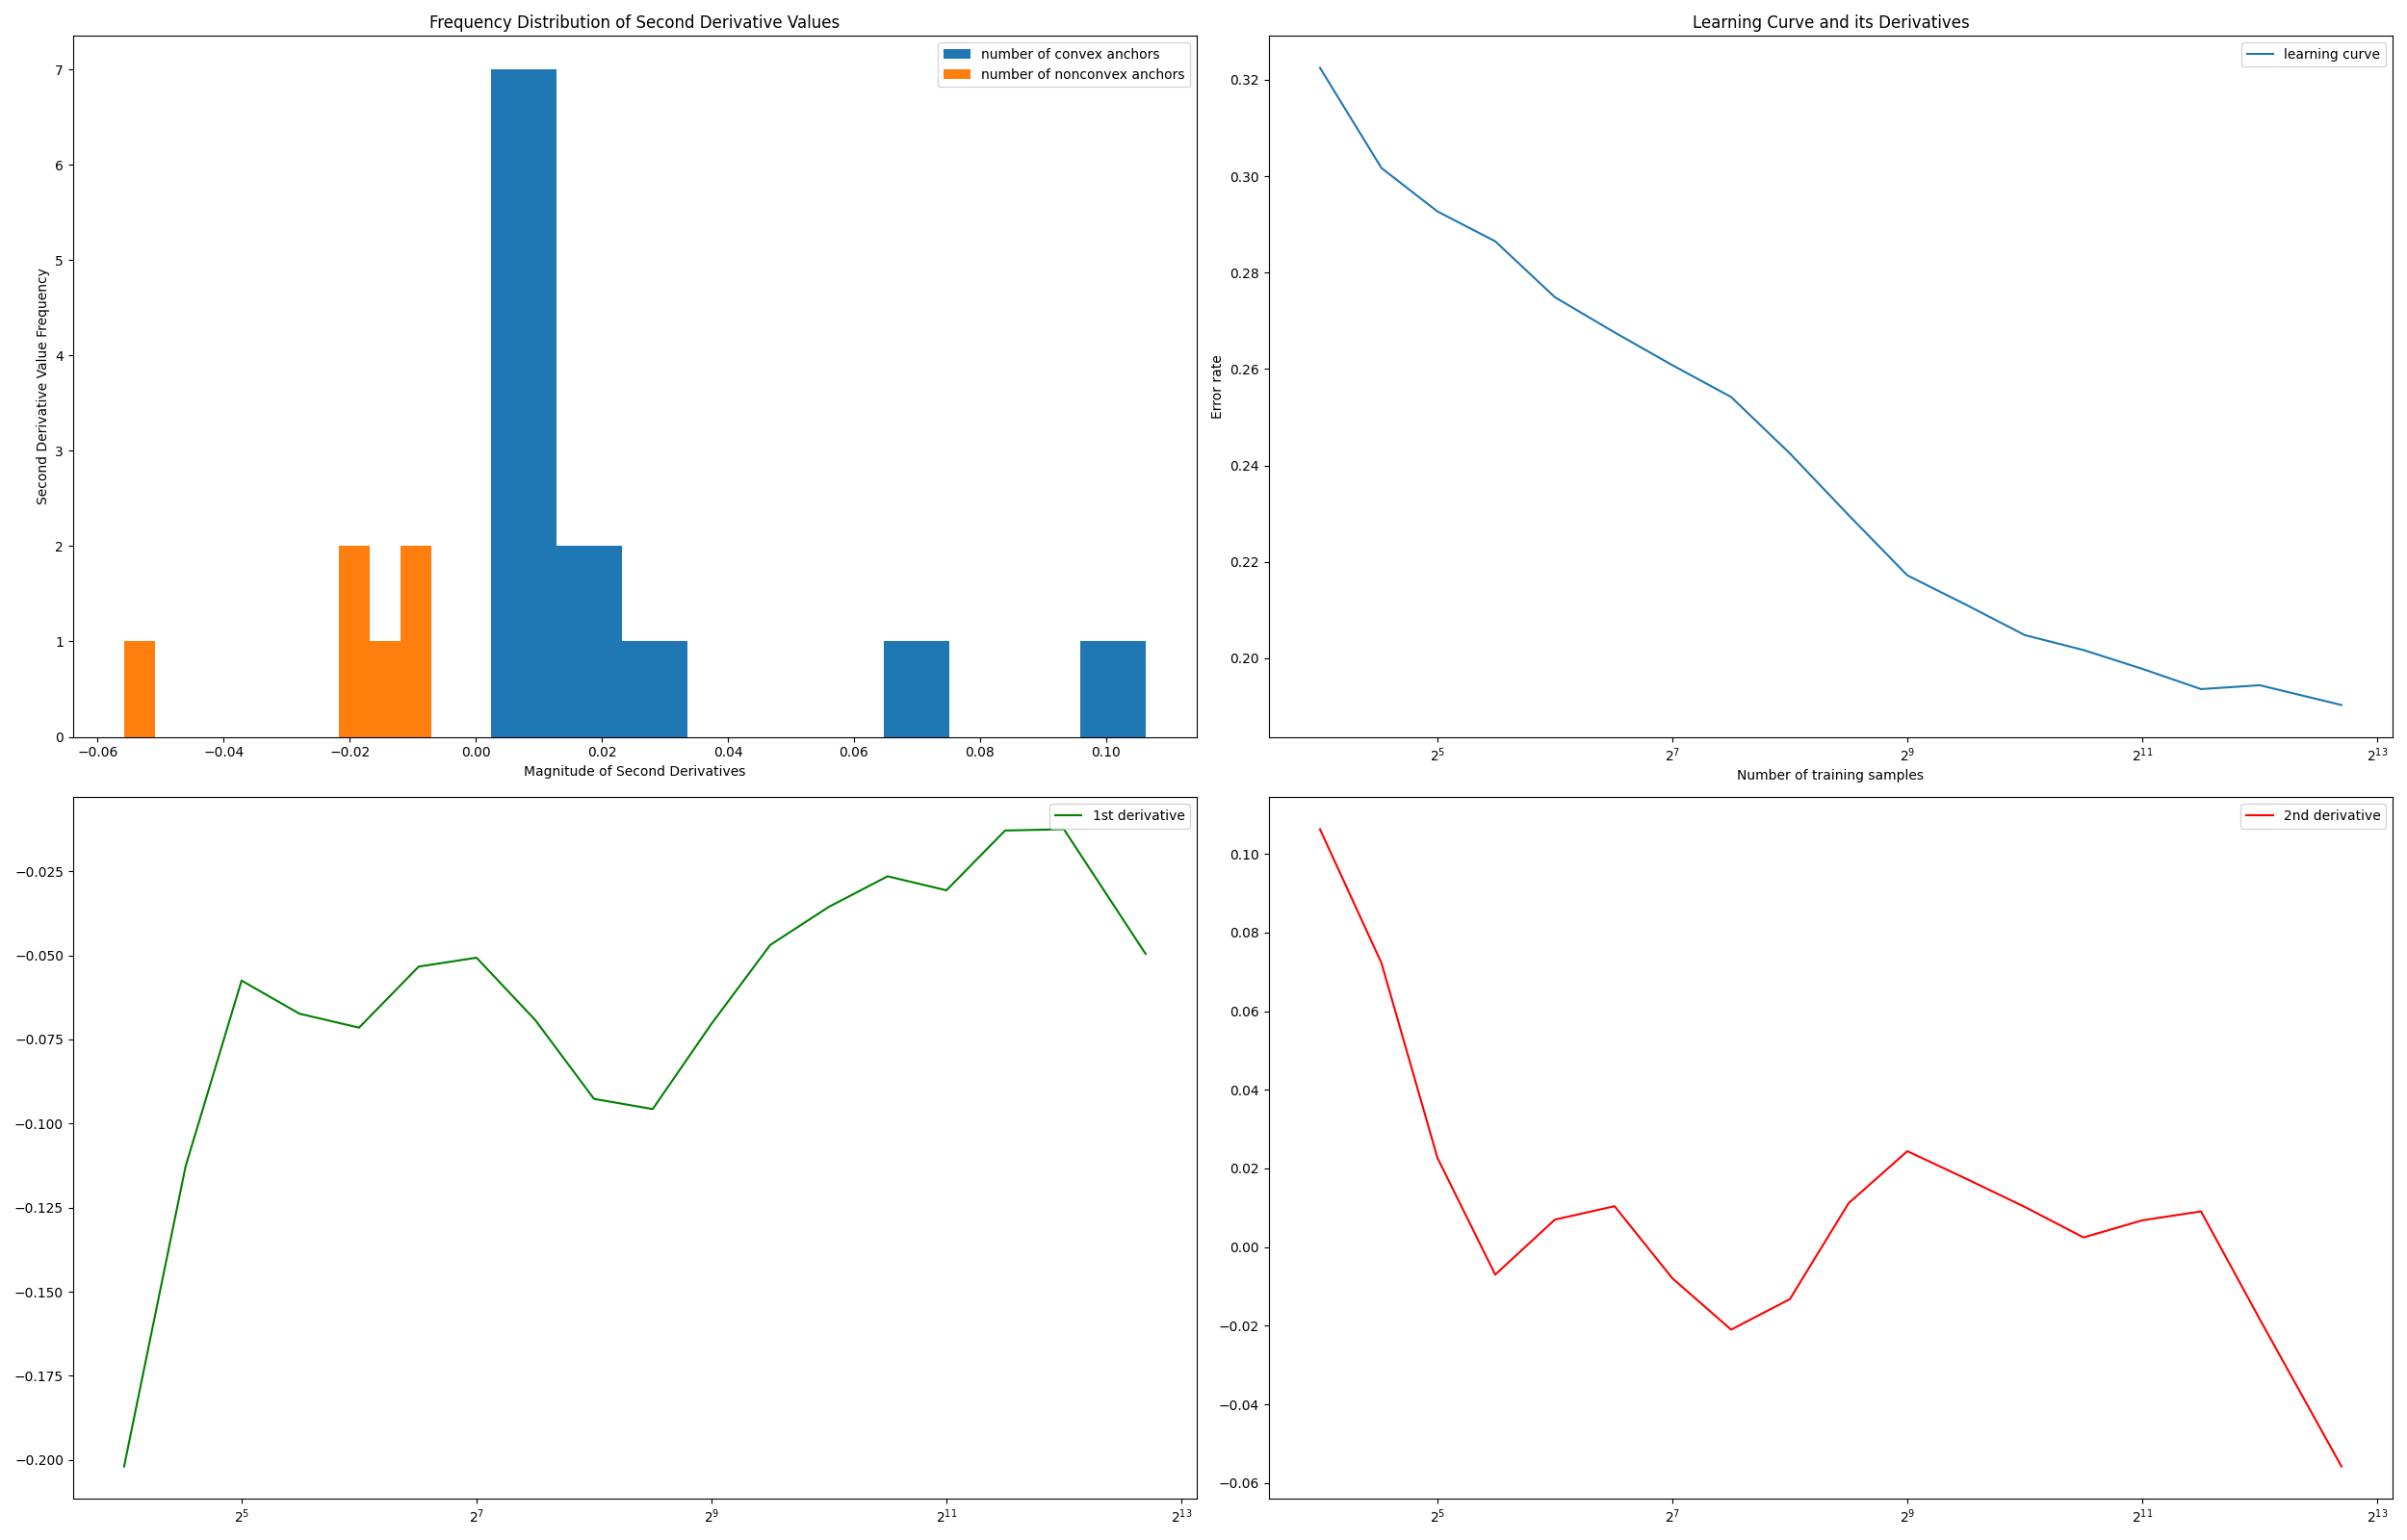 Frequency Distribution of Second Derivative Values
number of convex anchors
number of nonconvex anchors
7
6
5
4
3
2
1
0
Second Derivative Value Frequency
−0.06 −0.04 −0.02 0.00 0.02 0.04 0.06 0.08 0.10
Magnitude of Second Derivatives
Learning Curve and its Derivatives
learning curve
0.32
0.30
0.28
0.26
0.24
0.22
0.20
Error rate
2^5 2^7 2^9 2^11 2^13
Number of training samples
1st derivative
−0.025
−0.050
−0.075
−0.100
−0.125
−0.150
−0.175
−0.200
2^5 2^7 2^9 2^11 2^13
2nd derivative
0.10
0.08
0.06
0.04
0.02
0.00
−0.02
−0.04
−0.06
2^5 2^7 2^9 2^11 2^13